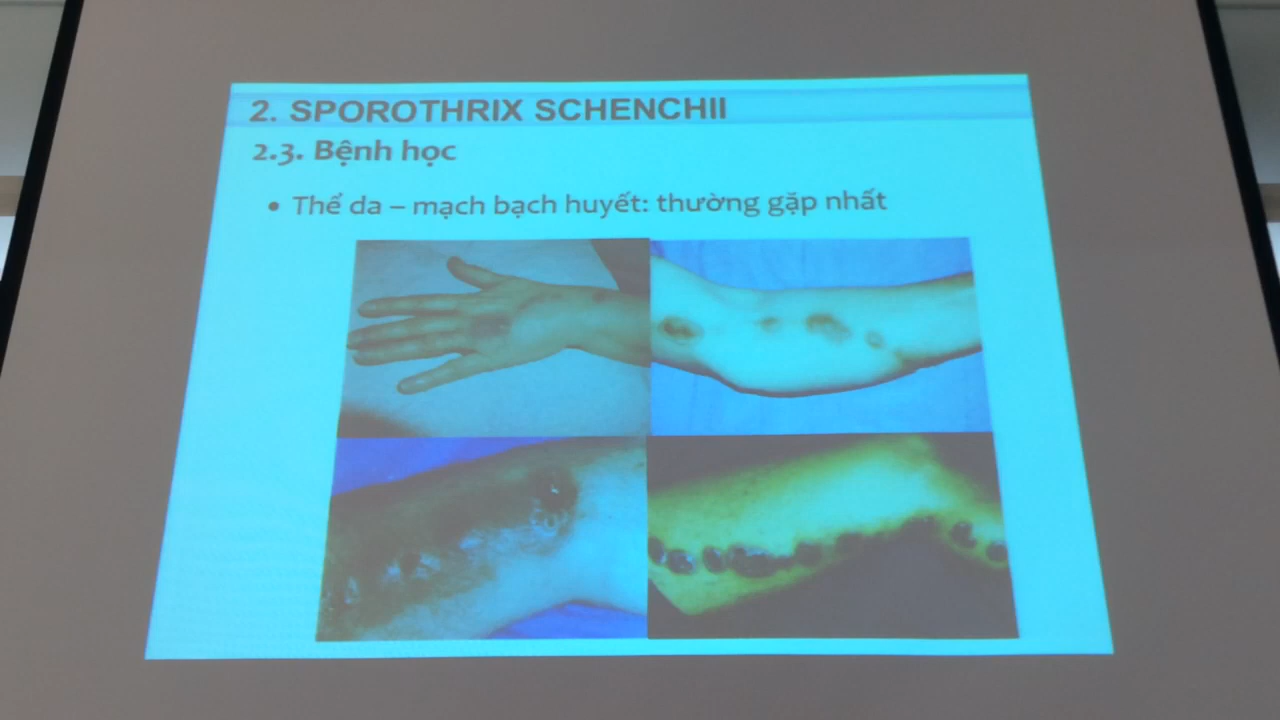 2. SPOROTHRIX SCHENCHII
2.3. Bệnh học
• Thể da – mạch bạch huyết: thường gặp nhất